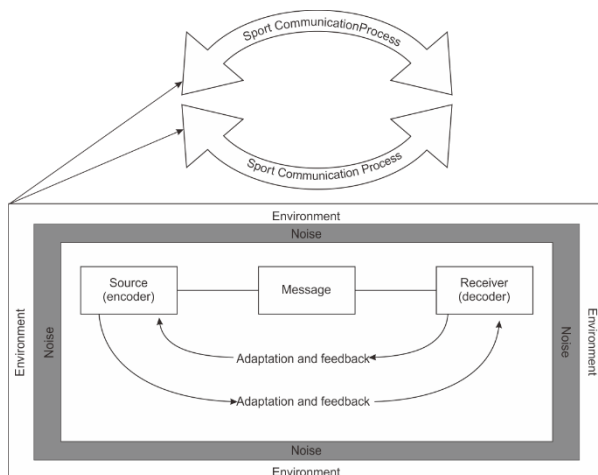 Sport CommunicationProcess
Sport Communication Process
Environment
Noise
Environment
Noise
Source
(encoder)
Message
Receiver
(decoder)
Noise
Environment
Adaptation and feedback
Adaptation and feedback
Noise
Environment